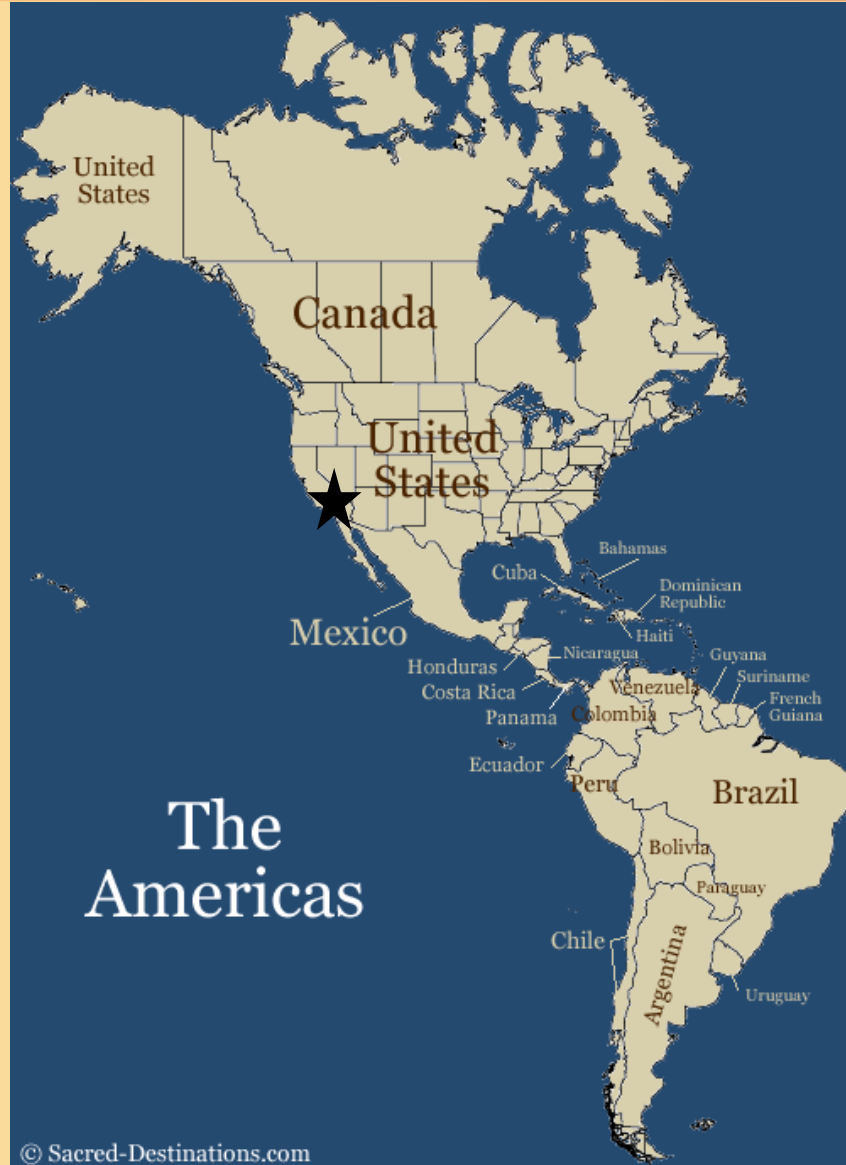 United
States
Canada
United
States
Bahamas
Cuba
Dominican
Republic
Mexico
Haiti
Nicaragua
Guyana
Honduras
Suriname
Costa Rica
Venezuela
French
Guiana
Panama
Colombia
Ecuador
Peru
Brazil
The
Americas
Bolivia
Paraguay
Chile
Argentina
Uruguay
© Sacred-Destinations.com